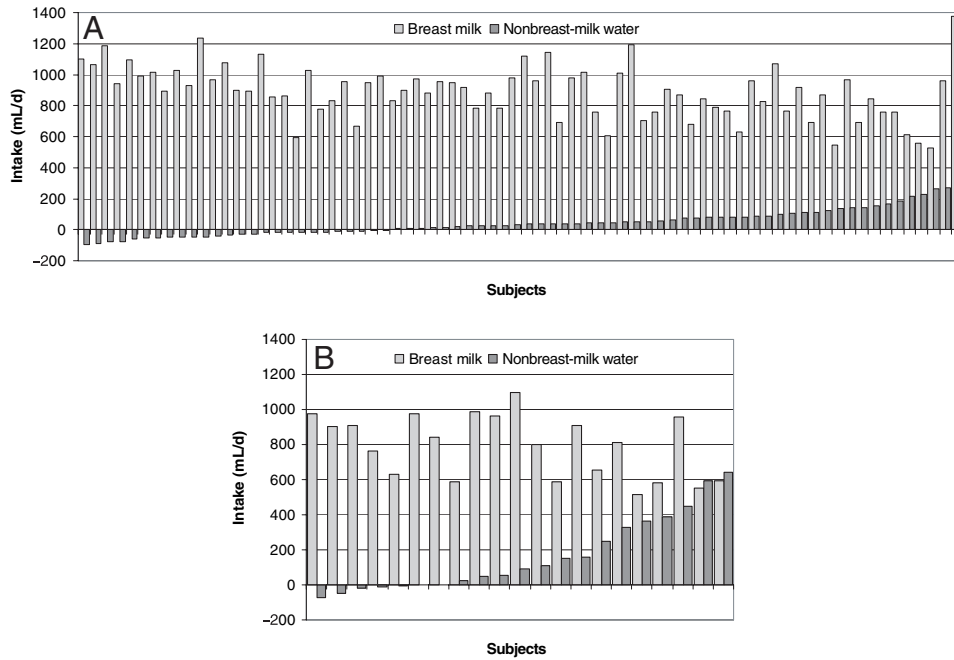 A
Breast milk
Nonbreast-milk water
1400
1200
1000
800
600
400
200
0
−200
Intake (mL/d)
Subjects
B
Breast milk
Nonbreast-milk water
1400
1200
1000
800
600
400
200
0
−200
Intake (mL/d)
Subjects